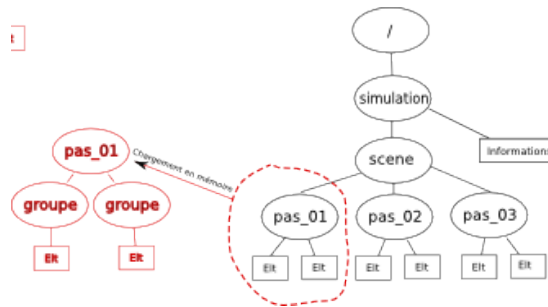 /
simulation
Informations
scene
Chargement en mémoire
pas_01
groupe
groupe
Elt
Elt
pas_01
pas_02
pas_03
Elt
Elt
Elt
Elt
Elt
Elt